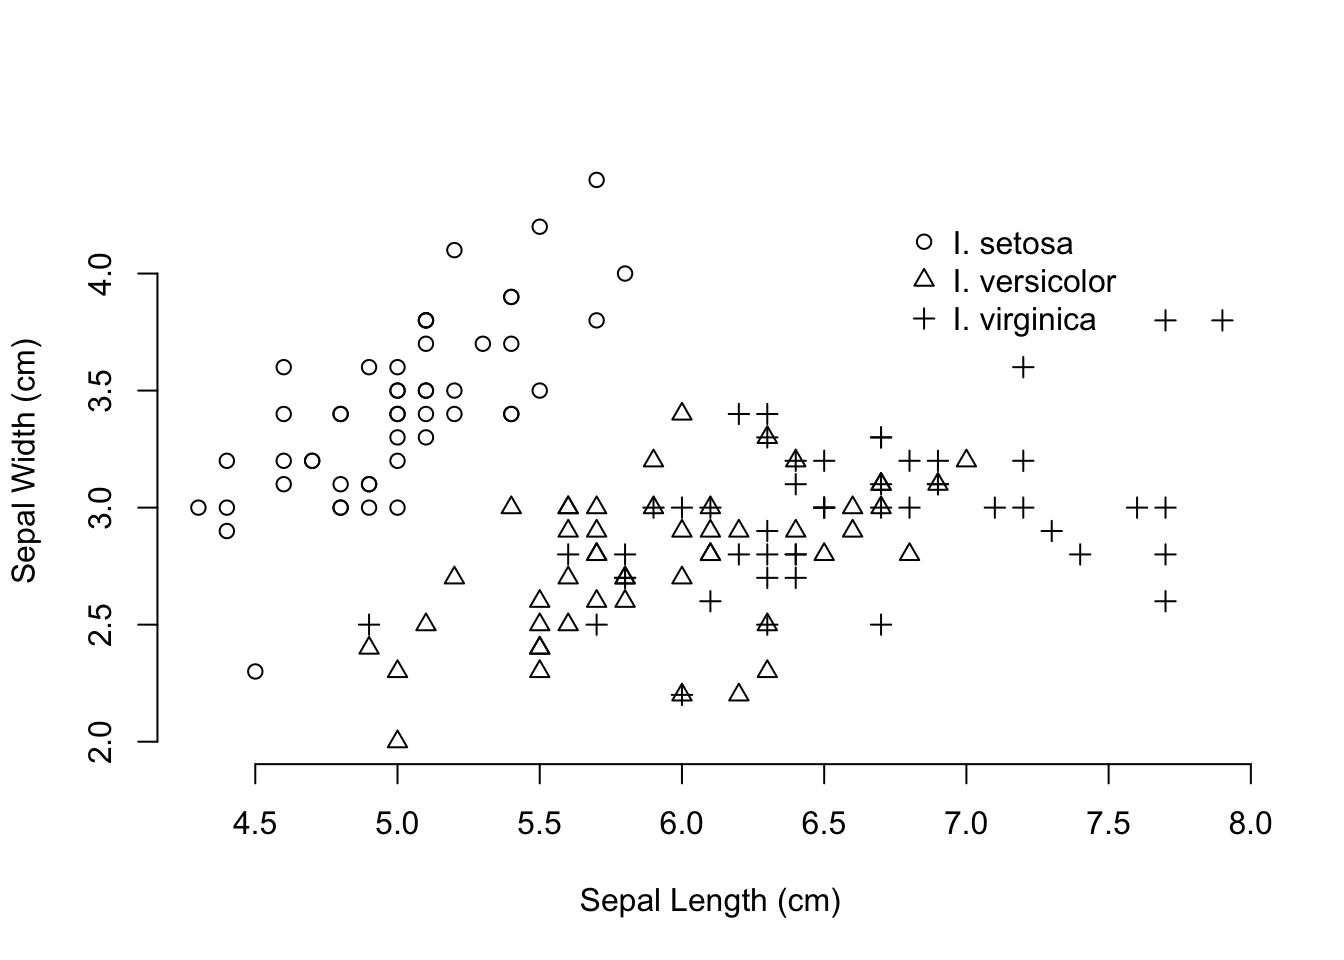 I. setosa
I. versicolor
I. virginica
Sepal Width (cm)
4.0
3.5
3.0
2.5
2.0
4.5 5.0 5.5 6.0 6.5 7.0 7.5 8.0
Sepal Length (cm)